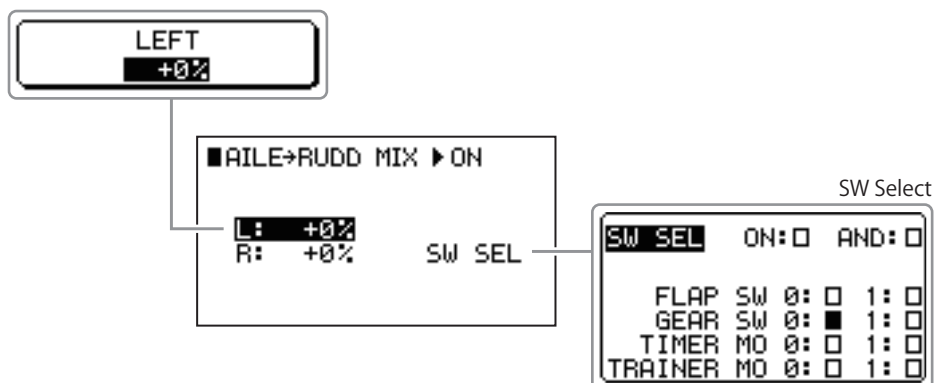 LEFT
+0%
■AILE→RUDD MIX ▶ON
L: +0%
R: +0% SW SEL
SW Select
SW SEL ON:□ AND:□
FLAP SW 0:□ 1:□
GEAR SW 0:■ 1:□
TIMER MO 0:□ 1:□
TRAINER MO 0:□ 1:□